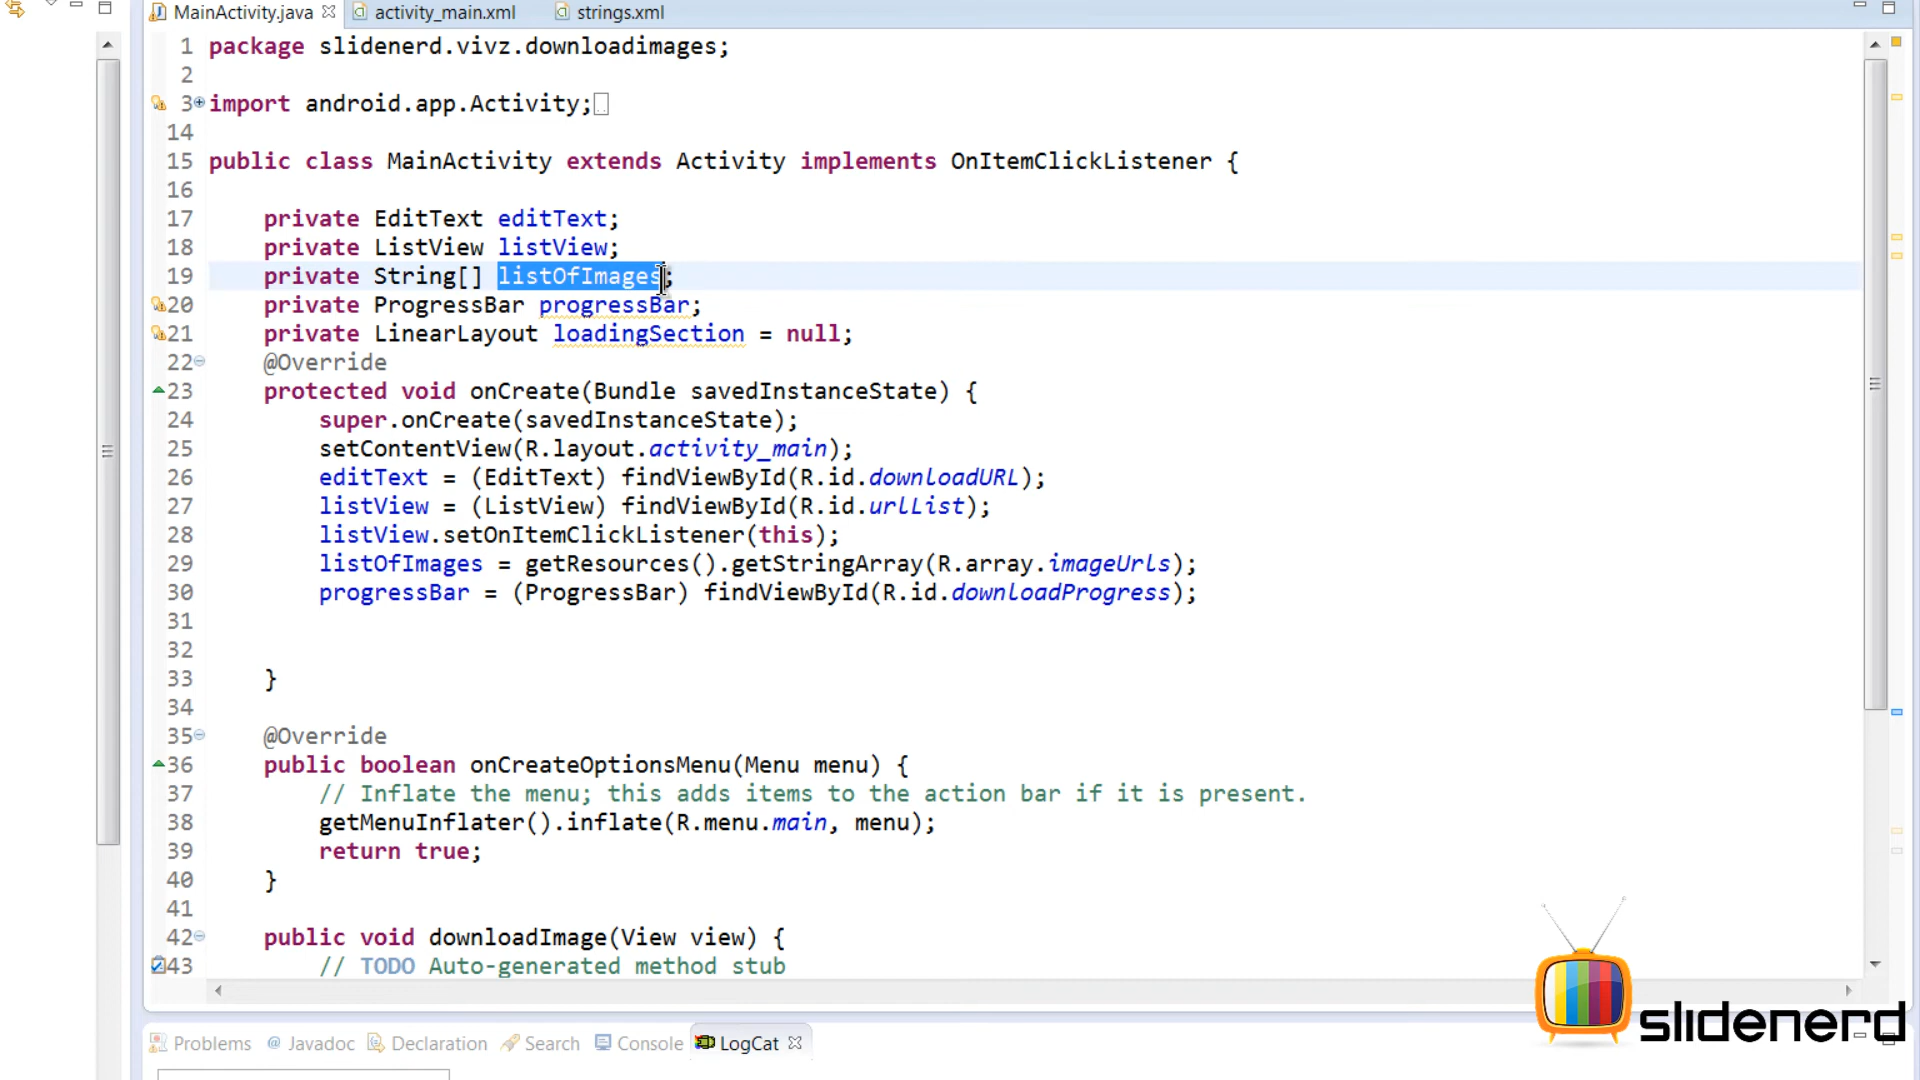 MainActivity.java activity_main.xml strings.xml
1 package slidenerd.vivz.downloadimages;
2
3 import android.app.Activity;
14
15 public class MainActivity extends Activity implements OnItemClickListener {
16
17 private EditText editText;
18 private ListView listView;
19 private String[] listOfImages;
20 private ProgressBar progressBar;
21 private LinearLayout loadingSection = null;
22 @Override
23 protected void onCreate(Bundle savedInstanceState) {
24 super.onCreate(savedInstanceState);
25 setContentView(R.layout.activity_main);
26 editText = (EditText) findViewById(R.id.downloadURL);
27 listView = (ListView) findViewById(R.id.urlList);
28 listView.setOnItemClickListener(this);
29 listOfImages = getResources().getStringArray(R.array.imageUrls);
30 progressBar = (ProgressBar) findViewById(R.id.downloadProgress);
31
32
33 }
34
35 @Override
36 public boolean onCreateOptionsMenu(Menu menu) {
37 // Inflate the menu; this adds items to the action bar if it is present.
38 getMenuInflater().inflate(R.menu.main, menu);
39 return true;
40 }
41
42 public void downloadImage(View view) {
43 // TODO Auto-generated method stub
slidenerd
Problems @ Javadoc Declaration Search Console LogCat